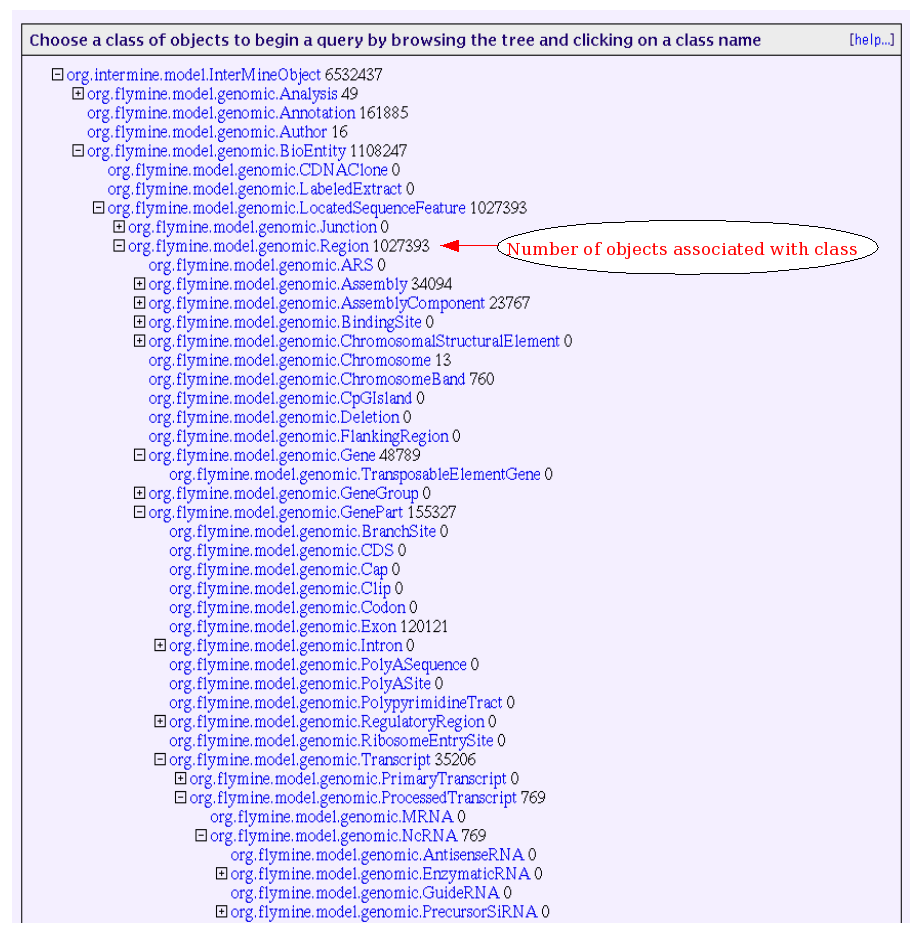 Choose a class of objects to begin a query by browsing the tree and clicking on a class name [help...]
org.intermine.model.InterMineObject 6532437
org.flymine.model.genomic.Analysis 49
org.flymine.model.genomic.Annotation 161885
org.flymine.model.genomic.Author 16
org.flymine.model.genomic.BioEntity 1108247
org.flymine.model.genomic.CDNAClone 0
org.flymine.model.genomic.LabeledExtract 0
org.flymine.model.genomic.LocatedSequenceFeature 1027393
org.flymine.model.genomic.Junction 0
org.flymine.model.genomic.Region 1027393 Number of objects associated with class
org.flymine.model.genomic.ARS 0
org.flymine.model.genomic.Assembly 34094
org.flymine.model.genomic.AssemblyComponent 23767
org.flymine.model.genomic.BindingSite 0
org.flymine.model.genomic.ChromosomalStructuralElement 0
org.flymine.model.genomic.Chromosome 13
org.flymine.model.genomic.ChromosomeBand 760
org.flymine.model.genomic.CpGIsland 0
org.flymine.model.genomic.Deletion 0
org.flymine.model.genomic.FlankingRegion 0
org.flymine.model.genomic.Gene 48789
org.flymine.model.genomic.TransposableElementGene 0
org.flymine.model.genomic.GeneGroup 0
org.flymine.model.genomic.GenePart 155327
org.flymine.model.genomic.BranchSite 0
org.flymine.model.genomic.CDS 0
org.flymine.model.genomic.Cap 0
org.flymine.model.genomic.Clip 0
org.flymine.model.genomic.Codon 0
org.flymine.model.genomic.Exon 120121
org.flymine.model.genomic.Intron 0
org.flymine.model.genomic.PolyASequence 0
org.flymine.model.genomic.PolyASite 0
org.flymine.model.genomic.PolypyrimidineTract 0
org.flymine.model.genomic.RegulatoryRegion 0
org.flymine.model.genomic.RibosomeEntrySite 0
org.flymine.model.genomic.Transcript 35206
org.flymine.model.genomic.PrimaryTranscript 0
org.flymine.model.genomic.ProcessedTranscript 769
org.flymine.model.genomic.MRNA 0
org.flymine.model.genomic.NcRNA 769
org.flymine.model.genomic.AntisenseRNA 0
org.flymine.model.genomic.EnzymaticRNA 0
org.flymine.model.genomic.GuideRNA 0
org.flymine.model.genomic.PrecursorSiRNA 0